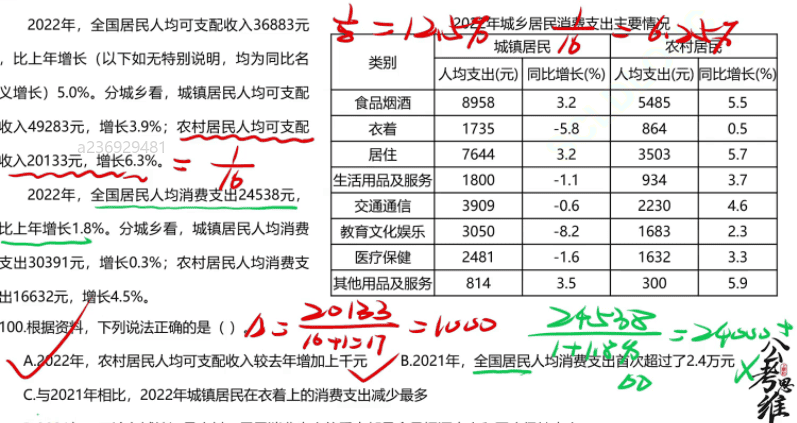 2022年，全国居民人均可支配收入36883元
，比上年增长（以下如无特别说明，均为同比名
义增长）5.0%。分城乡看，城镇居民人均可支配
收入49283元，增长3.9%；农村居民人均可支配
收入20133元，增长6.3%。
= 1/16
a236929481
2022年，全国居民人均消费支出24538元，
比上年增长1.8%。分城乡看，城镇居民人均消费
支出30391元，增长0.3%；农村居民人均消费支
出16632元，增长4.5%。
1/8 = 12.5% 1/16 = 6.25%
2022年城乡居民消费支出主要情况
类别 城镇居民 农村居民
人均支出(元) 同比增长(%) 人均支出(元) 同比增长(%)
食品烟酒 8958 3.2 5485 5.5
衣着 1735 -5.8 864 0.5
居住 7644 3.2 3503 5.7
生活用品及服务 1800 -1.1 934 3.7
交通通信 3909 -0.6 2230 4.6
教育文化娱乐 3050 -8.2 1683 2.3
医疗保健 2481 -1.6 1632 3.3
其他用品及服务 814 3.5 300 5.9
100.根据资料，下列说法正确的是（ ）。
Δ = 20133/16+1=17 = 1000
24538/1+1.8% = 24000+
A.2022年，农村居民人均可支配收入较去年增加上千元 B.2021年，全国居民人均消费支出首次超过了2.4万元
C.与2021年相比，2022年城镇居民在衣着上的消费支出减少最多
公考思维